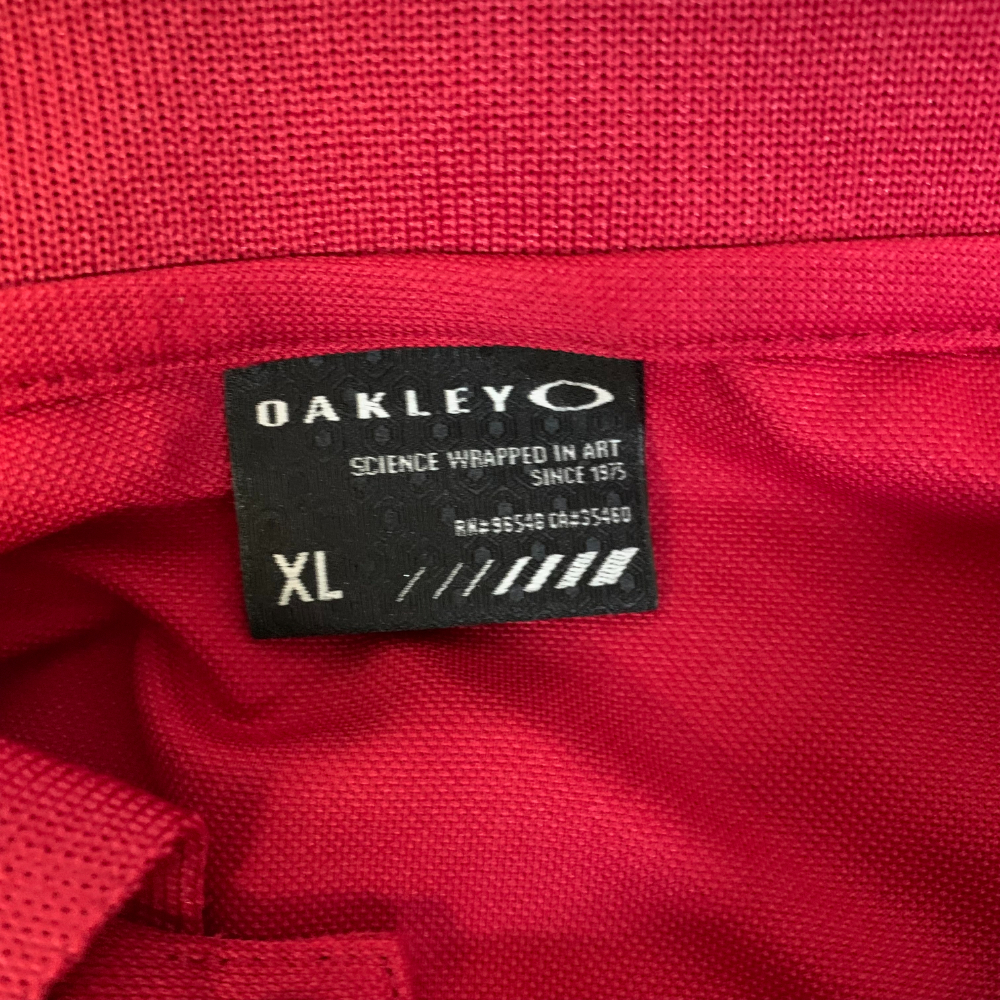 OAKLEY
SCIENCE WRAPPED IN ART
SINCE 1975
RN#96548 CA#35460
XL